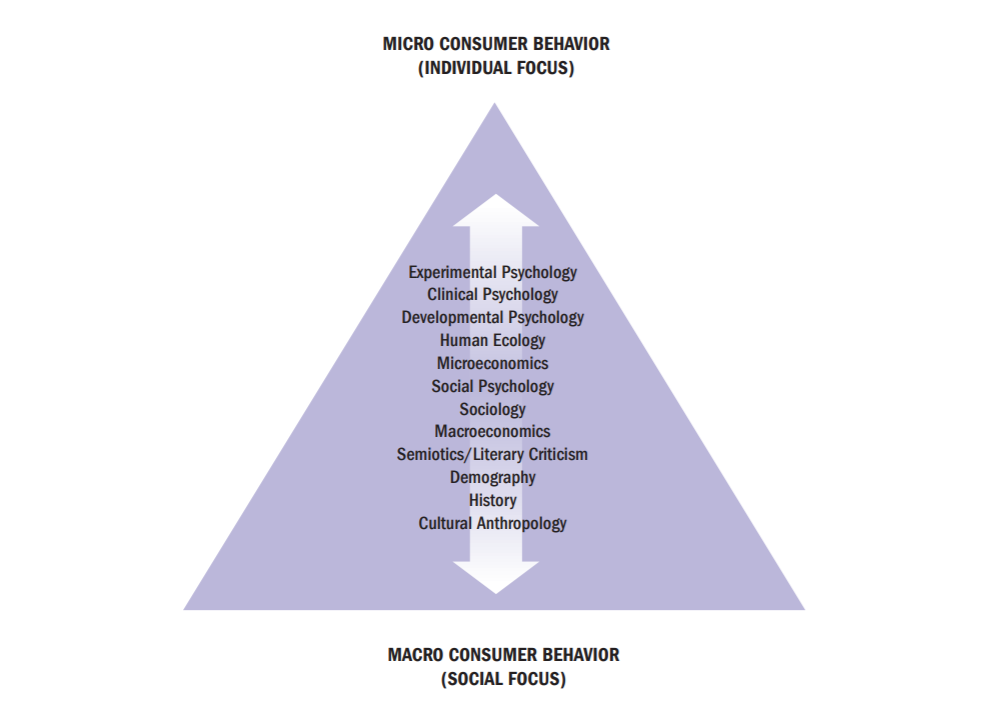 MICRO CONSUMER BEHAVIOR
(INDIVIDUAL FOCUS)
Experimental Psychology
Clinical Psychology
Developmental Psychology
Human Ecology
Microeconomics
Social Psychology
Sociology
Macroeconomics
Semiotics/Literary Criticism
Demography
History
Cultural Anthropology
MACRO CONSUMER BEHAVIOR
(SOCIAL FOCUS)